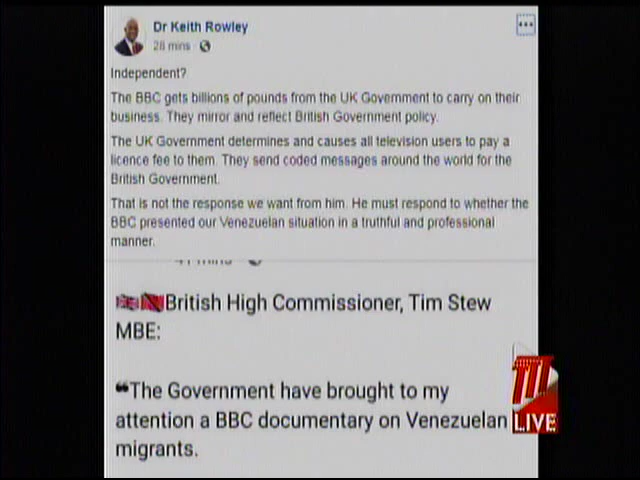 Dr Keith Rowley
28 mins
Independent?
The BBC gets billions of pounds from the UK Government to carry on their
business. They mirror and reflect British Government policy.
The UK Government determines and causes all television users to pay a
licence fee to them. They send coded messages around the world for the
British Government.
That is not the response we want from him. He must respond to whether the
BBC presented our Venezuelan situation in a truthful and professional
manner.
mins
British High Commissioner, Tim Stew
MBE:
❝The Government have brought to my
attention a BBC documentary on Venezuelan
migrants.
LIVE